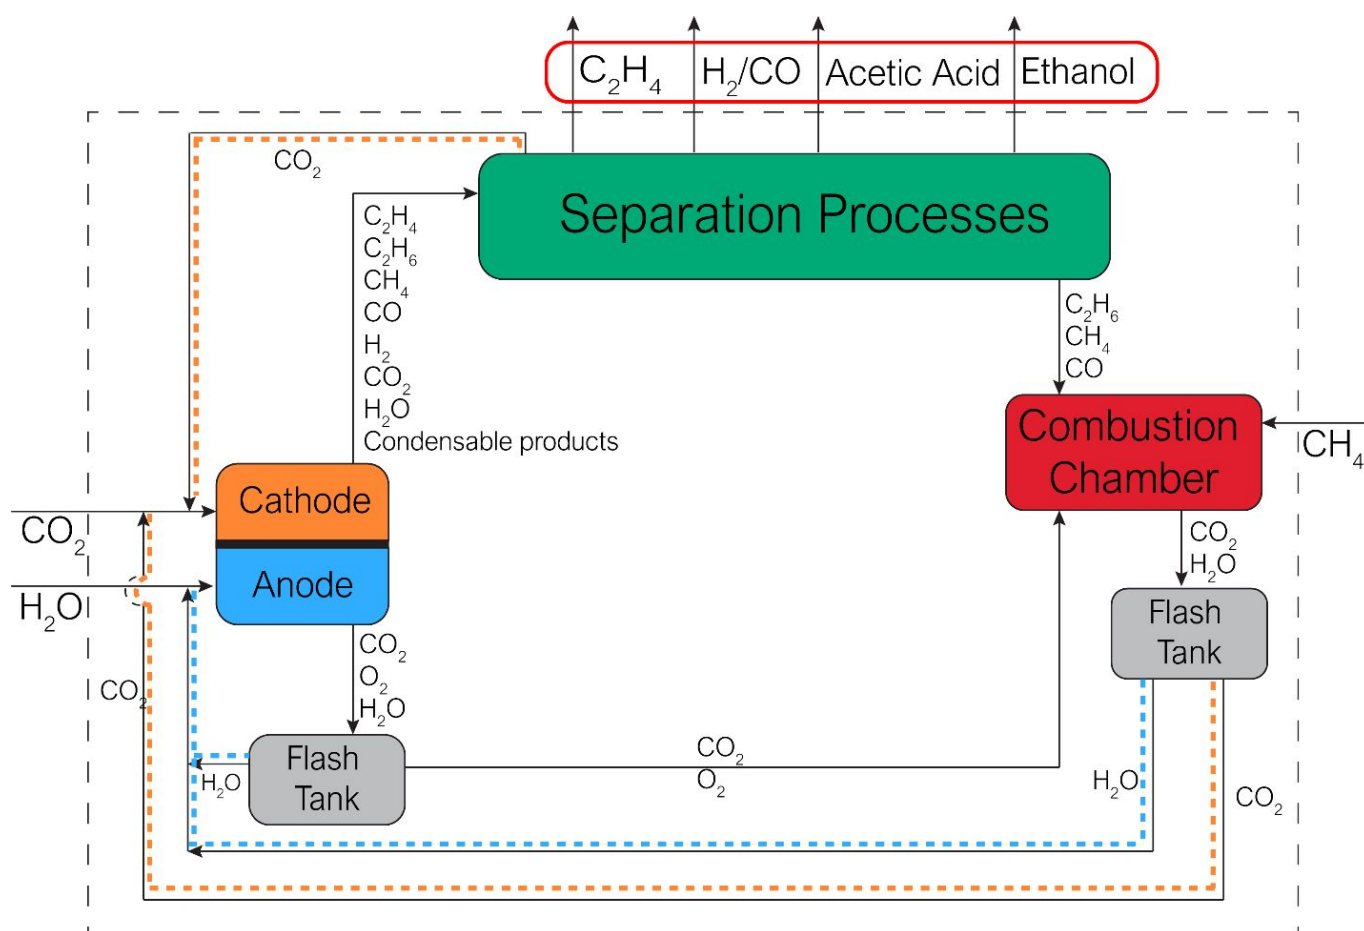 C₂H₄ H₂/CO Acetic Acid Ethanol
CO₂
Separation Processes
C₂H₄
C₂H₆
CH₄
CO
H₂
CO₂
H₂O
Condensable products
C₂H₆
CH₄
CO
Combustion
Chamber
CH₄
Cathode
CO₂
Anode
H₂O
CO₂
H₂O
Flash
Tank
CO₂
O₂
H₂O
CO₂
Flash
Tank
H₂O
CO₂
O₂
H₂O
CO₂